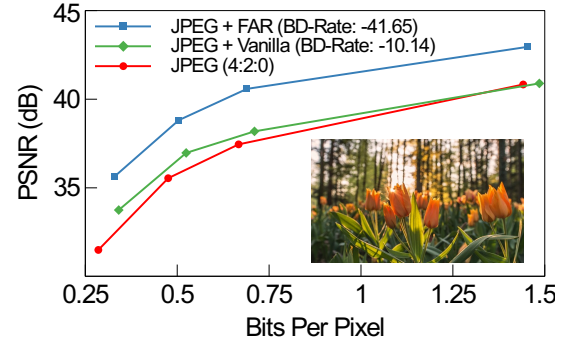 45
JPEG + FAR (BD-Rate: -41.65)
JPEG + Vanilla (BD-Rate: -10.14)
JPEG (4:2:0)
40
35
PSNR (dB)
0.25 0.5 0.75 1 1.25 1.5
Bits Per Pixel